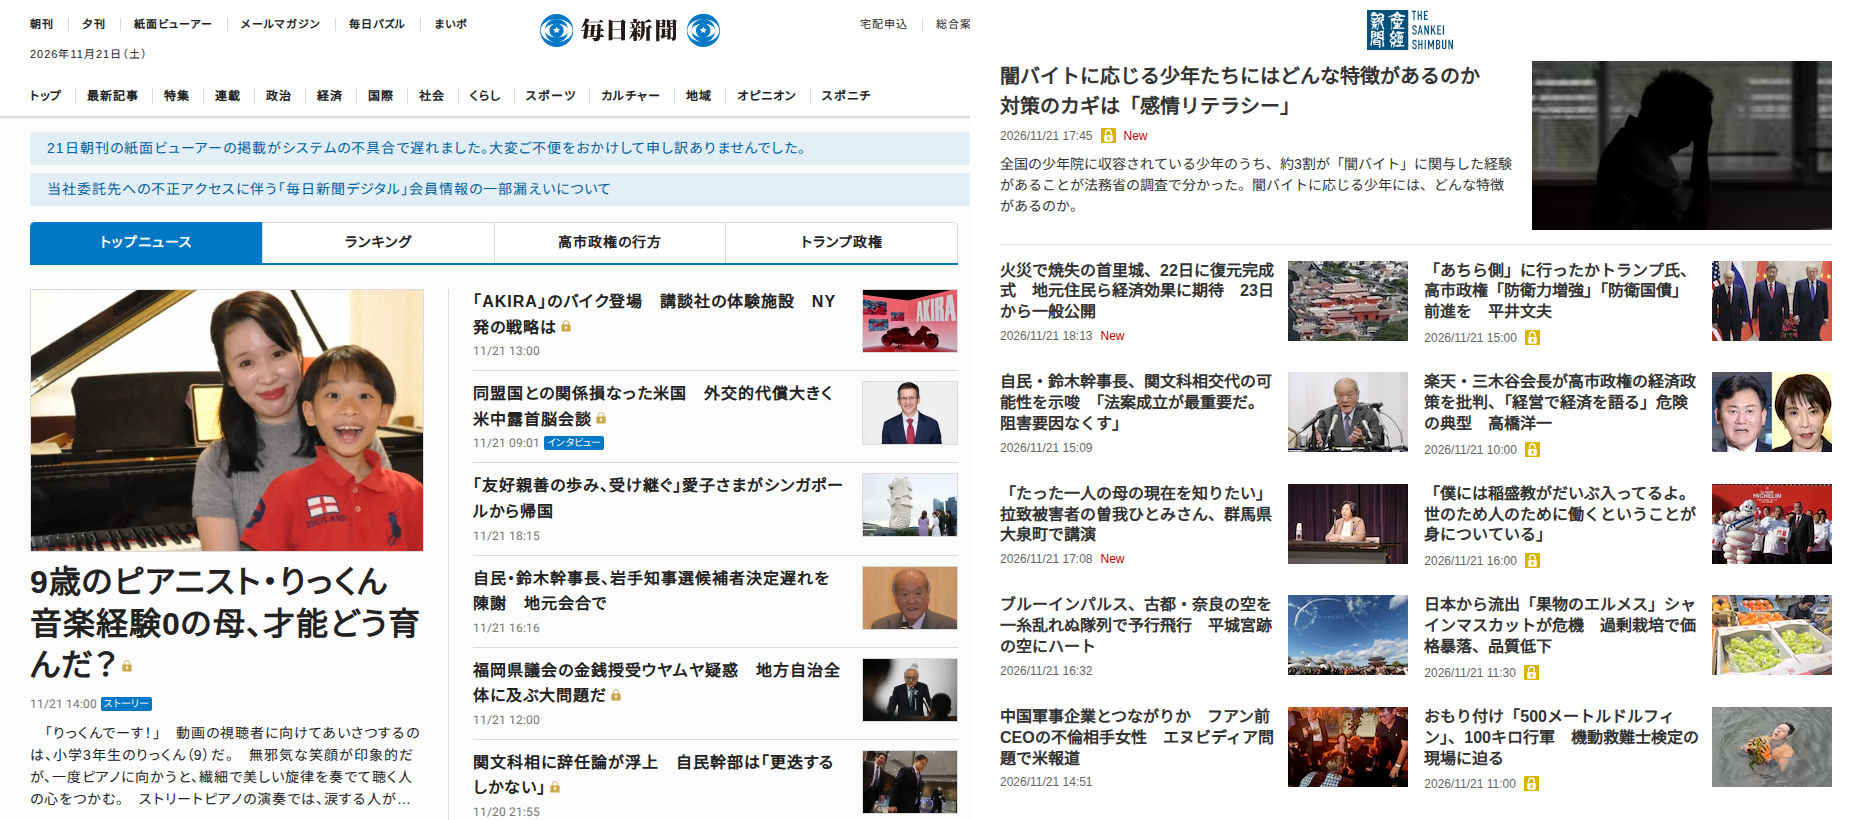 朝刊
夕刊
紙面ビューアー
メールマガジン
毎日パズル
まいポ
毎日新聞
宅配申込
総合案
2026年11月21日(土)
トップ
最新記事
特集
連載
政治
経済
国際
社会
くらし
スポーツ
カルチャー
地域
オピニオン
スポニチ
21日朝刊の紙面ビューアーの掲載がシステムの不具合で遅れました。大変ご不便をおかけして申し訳ありませんでした。
当社委託先への不正アクセスに伴う「毎日新聞デジタル」会員情報の一部漏えいについて
トップニュース
ランキング
高市政権の行方
トランプ政権
ENGLAND
9歳のピアニスト・りっくん
音楽経験0の母、才能どう育
んだ？
11/21 14:00 ストーリー
「りっくんでーす！」　動画の視聴者に向けてあいさつするの
は、小学3年生のりっくん（9）だ。　無邪気な笑顔が印象的だ
が、一度ピアノに向かうと、繊細で美しい旋律を奏でて聴く人
の心をつかむ。　ストリートピアノの演奏では、涙する人が…
「AKIRA」のバイク登場　講談社の体験施設　NY
発の戦略は
11/21 13:00
AKIRA
同盟国との関係損なった米国　外交的代償大きく
米中露首脳会談
11/21 09:01 インタビュー
「友好親善の歩み、受け継ぐ」愛子さまがシンガポー
ルから帰国
11/21 18:15
自民・鈴木幹事長、岩手知事選候補者決定遅れを
陳謝　地元会合で
11/21 16:16
福岡県議会の金銭授受ウヤムヤ疑惑　地方自治全
体に及ぶ大問題だ
11/21 12:00
関文科相に辞任論が浮上　自民幹部は「更迭する
しかない」
11/20 21:55
産経新聞
THE
SANKEI
SHIMBUN
闇バイトに応じる少年たちにはどんな特徴があるのか
対策のカギは「感情リテラシー」
2026/11/21 17:45 New
全国の少年院に収容されている少年のうち、約3割が「闇バイト」に関与した経験
があることが法務省の調査で分かった。闇バイトに応じる少年には、どんな特徴
があるのか。
火災で焼失の首里城、22日に復元完成
式　地元住民ら経済効果に期待　23日
から一般公開
2026/11/21 18:13 New
「あちら側」に行ったかトランプ氏、
高市政権「防衛力増強」「防衛国債」
前進を　平井文夫
2026/11/21 15:00
自民・鈴木幹事長、関文科相交代の可
能性を示唆　「法案成立が最重要だ。
阻害要因なくす」
2026/11/21 15:09
楽天・三木谷会長が高市政権の経済政
策を批判、「経営で経済を語る」危険
の典型　高橋洋一
2026/11/21 10:00
「たった一人の母の現在を知りたい」
拉致被害者の曽我ひとみさん、群馬県
大泉町で講演
2026/11/21 17:08 New
「僕には稲盛教がだいぶ入ってるよ。
世のため人のために働くということが
身についている」
2026/11/21 16:00
MICHELIN
ブルーインパルス、古都・奈良の空を
一糸乱れぬ隊列で予行飛行　平城宮跡
の空にハート
2026/11/21 16:32
日本から流出「果物のエルメス」シャ
インマスカットが危機　過剰栽培で価
格暴落、品質低下
2026/11/21 11:30
中国軍事企業とつながりか　フアン前
CEOの不倫相手女性　エヌビディア問
題で米報道
2026/11/21 14:51
おもり付け「500メートルドルフィ
ン」、100キロ行軍　機動救難士検定の
現場に迫る
2026/11/21 11:00